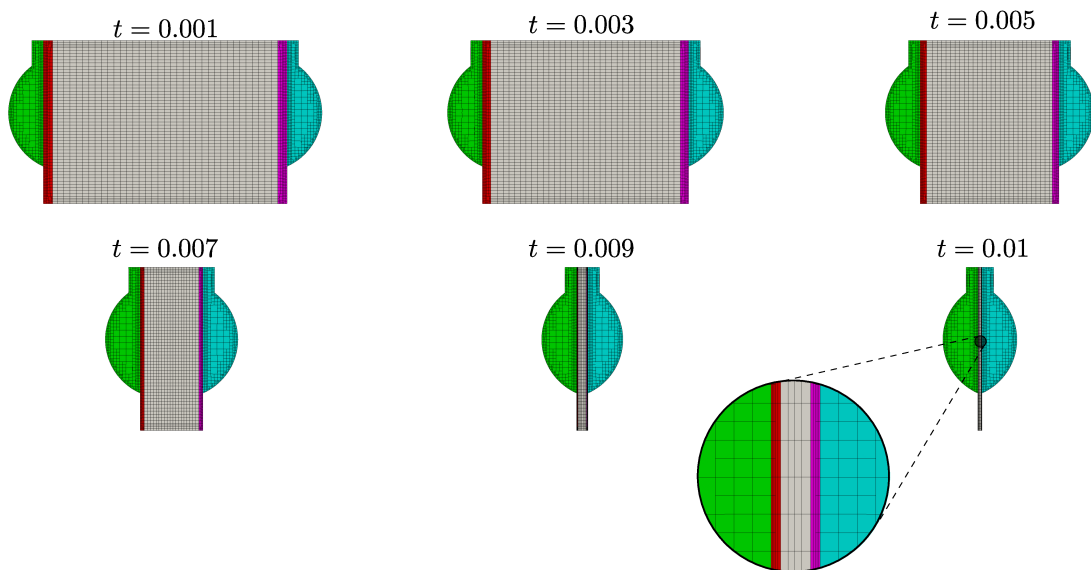 t = 0.001
t = 0.003
t = 0.005
t = 0.007
t = 0.009
t = 0.01